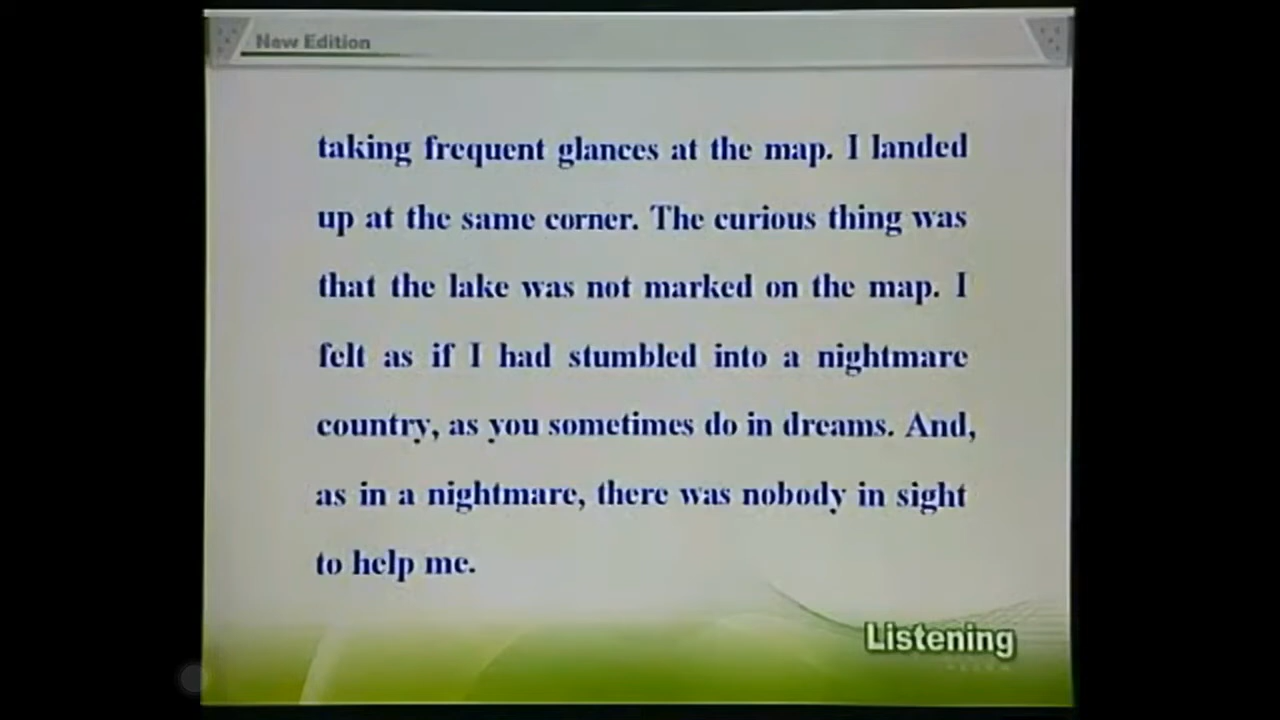 New Edition
taking frequent glances at the map. I landed
up at the same corner. The curious thing was
that the lake was not marked on the map. I
felt as if I had stumbled into a nightmare
country, as you sometimes do in dreams. And,
as in a nightmare, there was nobody in sight
to help me.
Listening